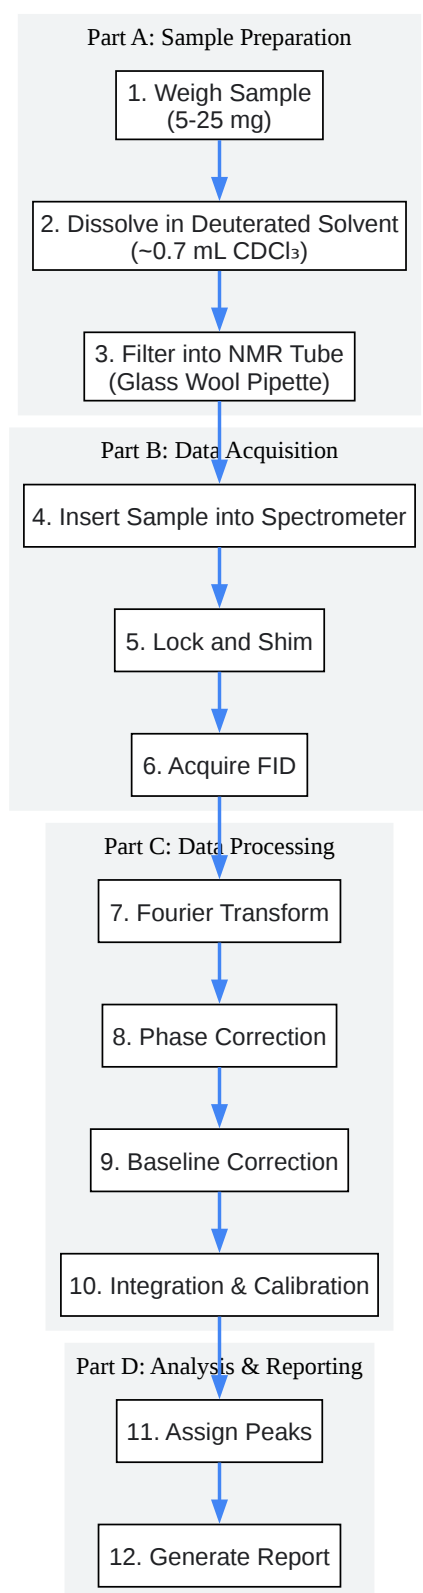 Part A: Sample Preparation
1. Weigh Sample
(5-25 mg)
2. Dissolve in Deuterated Solvent
(~0.7 mL CDCl₃)
3. Filter into NMR Tube
(Glass Wool Pipette)
Part B: Data Acquisition
4. Insert Sample into Spectrometer
5. Lock and Shim
6. Acquire FID
Part C: Data Processing
7. Fourier Transform
8. Phase Correction
9. Baseline Correction
10. Integration & Calibration
Part D: Analysis & Reporting
11. Assign Peaks
12. Generate Report